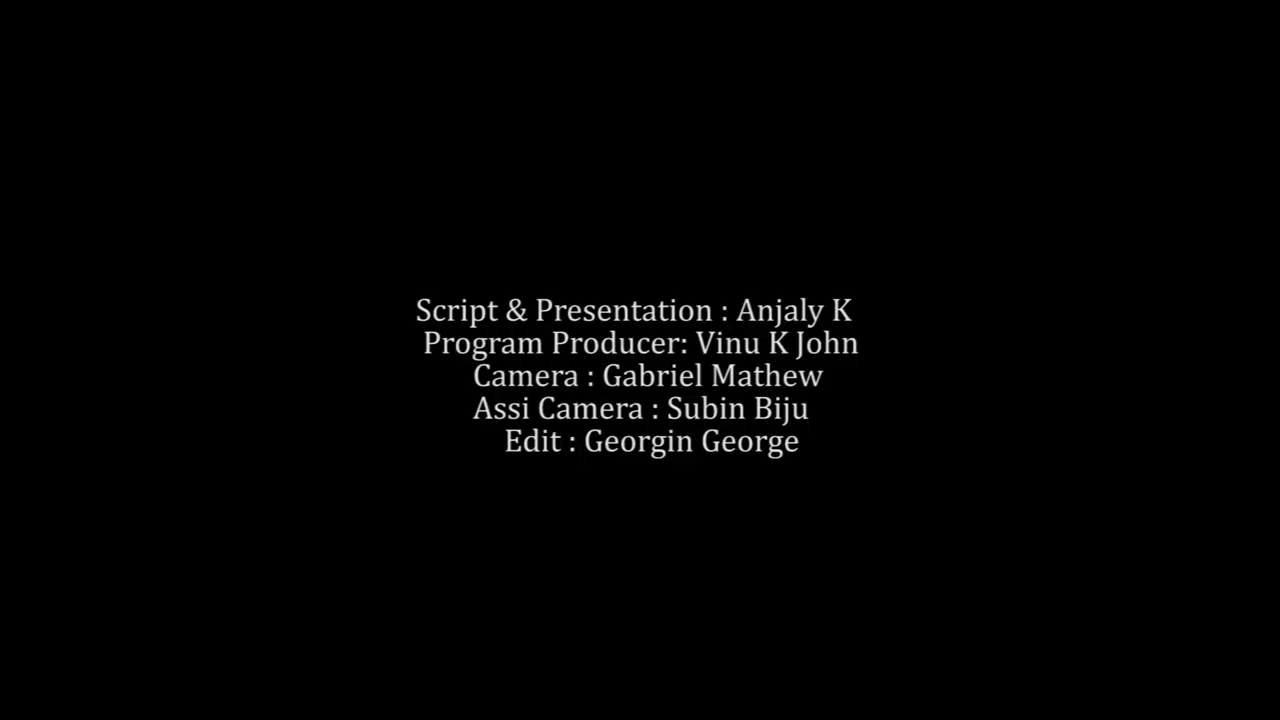 Script & Presentation : Anjaly K
Program Producer: Vinu K John
Camera : Gabriel Mathew
Assi Camera : Subin Biju
Edit : Georgin George